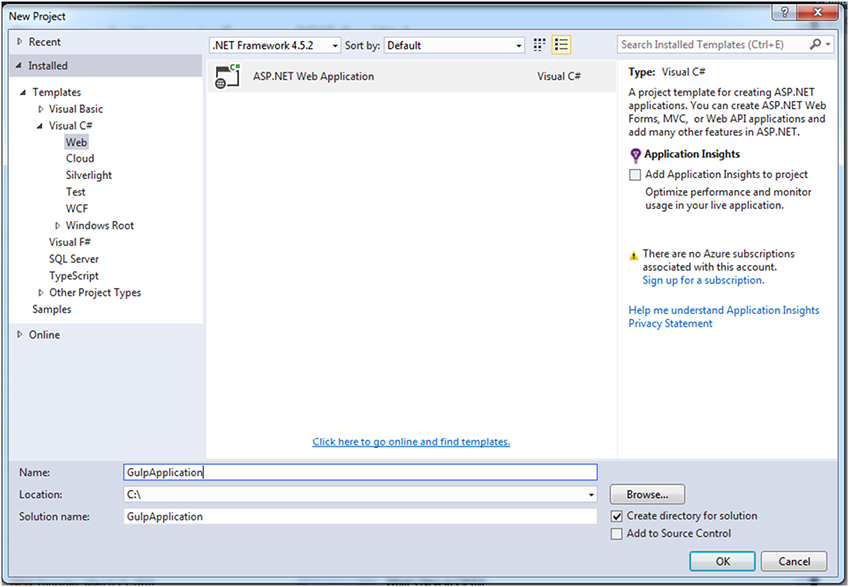 New Project
Recent
.NET Framework 4.5.2
Sort by:
Default
Search Installed Templates (Ctrl+E)
Installed
Templates
Visual Basic
Visual C#
Web
Cloud
Silverlight
Test
WCF
Windows Root
Visual F#
SQL Server
TypeScript
Other Project Types
Samples
Online
ASP.NET Web Application
Visual C#
Type: Visual C#
A project template for creating ASP.NET
applications. You can create ASP.NET Web
Forms, MVC, or Web API applications and
add many other features in ASP.NET.
Application Insights
Add Application Insights to project
Optimize performance and monitor
usage in your live application.
There are no Azure subscriptions
associated with this account.
Sign up for a subscription.
Help me understand Application Insights
Privacy Statement
Click here to go online and find templates.
Name:
GulpApplication
Location:
C:\
Browse...
Solution name:
GulpApplication
Create directory for solution
Add to Source Control
OK
Cancel